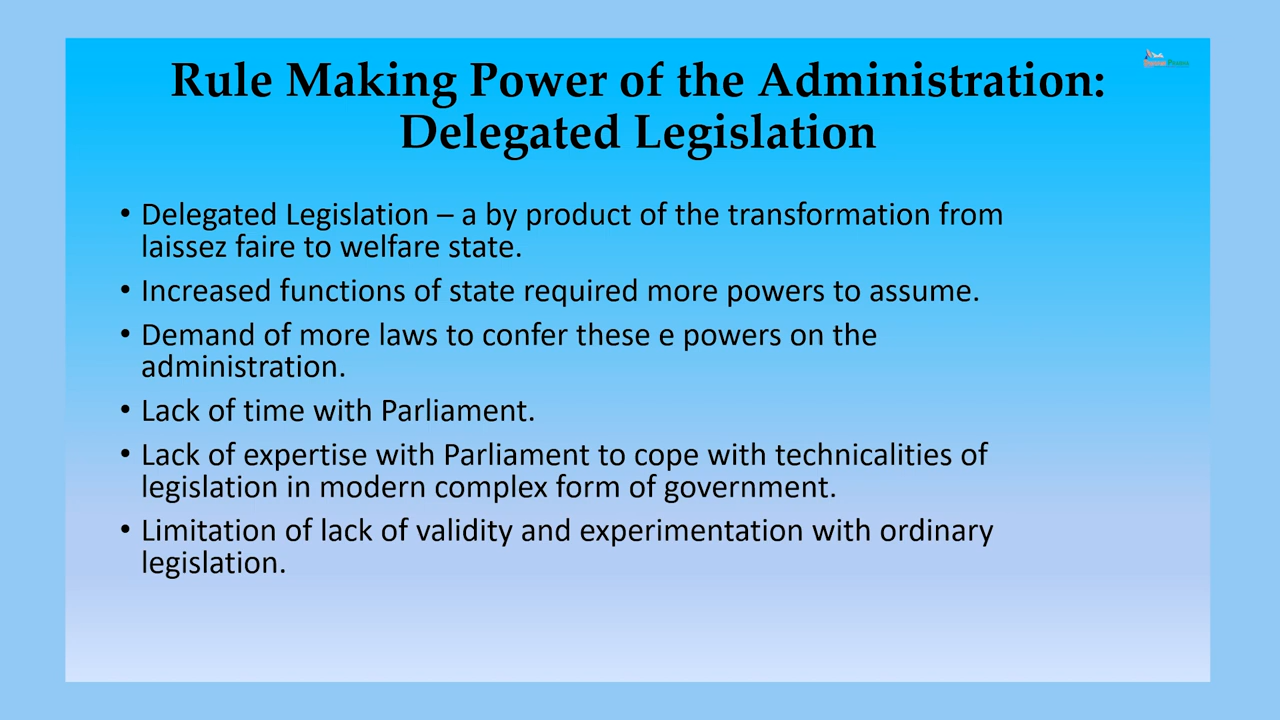 Rule Making Power of the Administration:
Delegated Legislation
• Delegated Legislation – a by product of the transformation from
laissez faire to welfare state.
• Increased functions of state required more powers to assume.
• Demand of more laws to confer these e powers on the
administration.
• Lack of time with Parliament.
• Lack of expertise with Parliament to cope with technicalities of
legislation in modern complex form of government.
• Limitation of lack of validity and experimentation with ordinary
legislation.